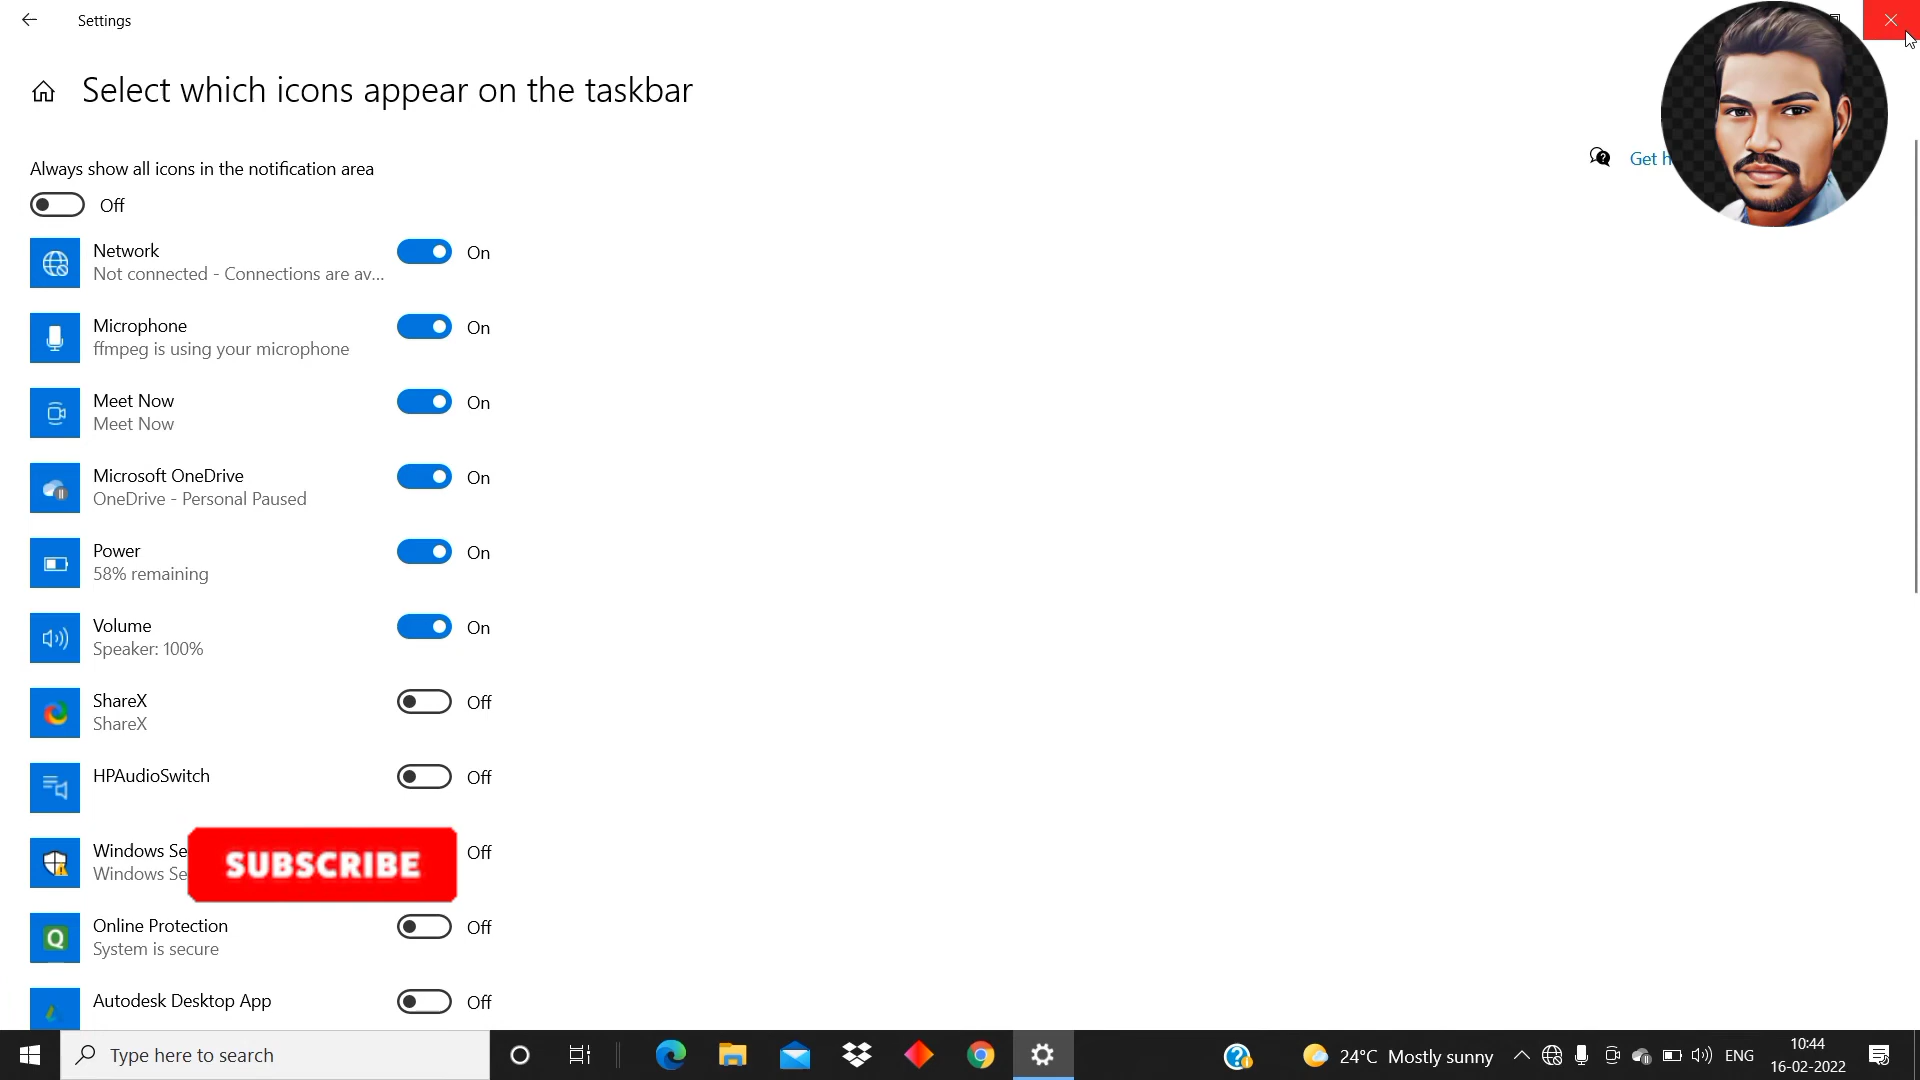 Settings
Select which icons appear on the taskbar
Always show all icons in the notification area
Off
Get h
Network
Not connected - Connections are av...
On
Microphone
ffmpeg is using your microphone
On
Meet Now
Meet Now
On
Microsoft OneDrive
OneDrive - Personal Paused
On
Power
58% remaining
On
Volume
Speaker: 100%
On
ShareX
ShareX
Off
HPAudioSwitch
Off
Windows Se
Windows Se
SUBSCRIBE
Off
Online Protection
System is secure
Off
Autodesk Desktop App
Off
Type here to search
24°C Mostly sunny
ENG
10:44
16-02-2022